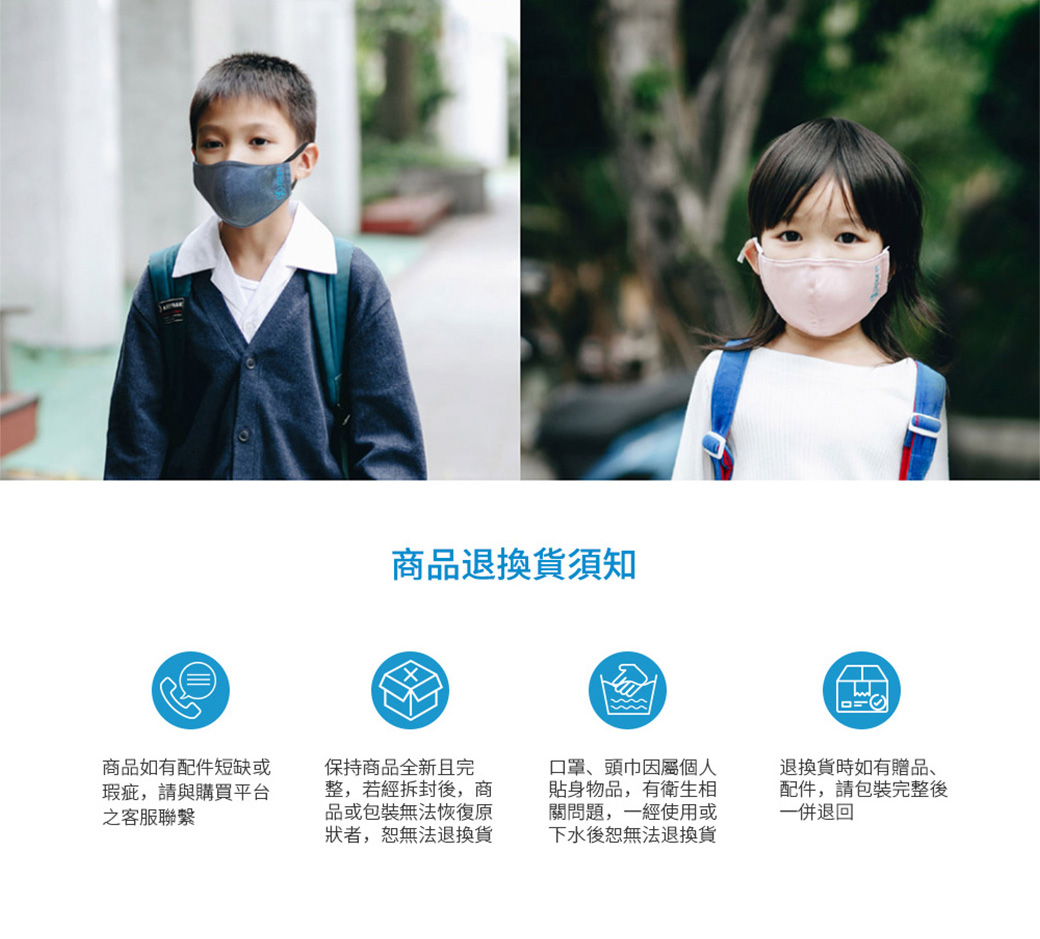 商品退換貨須知
商品如有配件短缺或
瑕疵，請與購買平台
之客服聯繫
保持商品全新且完
整，若經拆封後，商
品或包裝無法恢復原
狀者，恕無法退換貨
口罩、頭巾因屬個人
貼身物品，有衛生相
關問題，一經使用或
下水後恕無法退換貨
退換貨時如有贈品、
配件，請包裝完整後
一併退回